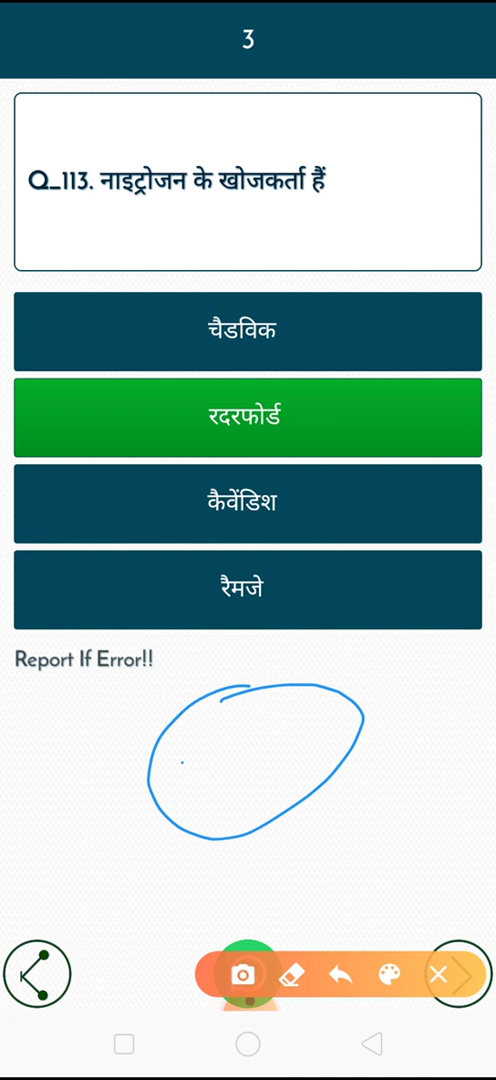 3
Q_113. नाइट्रोजन के खोजकर्ता हैं
चैडविक
रदरफोर्ड
कैवेंडिश
रैमजे
Report If Error!!